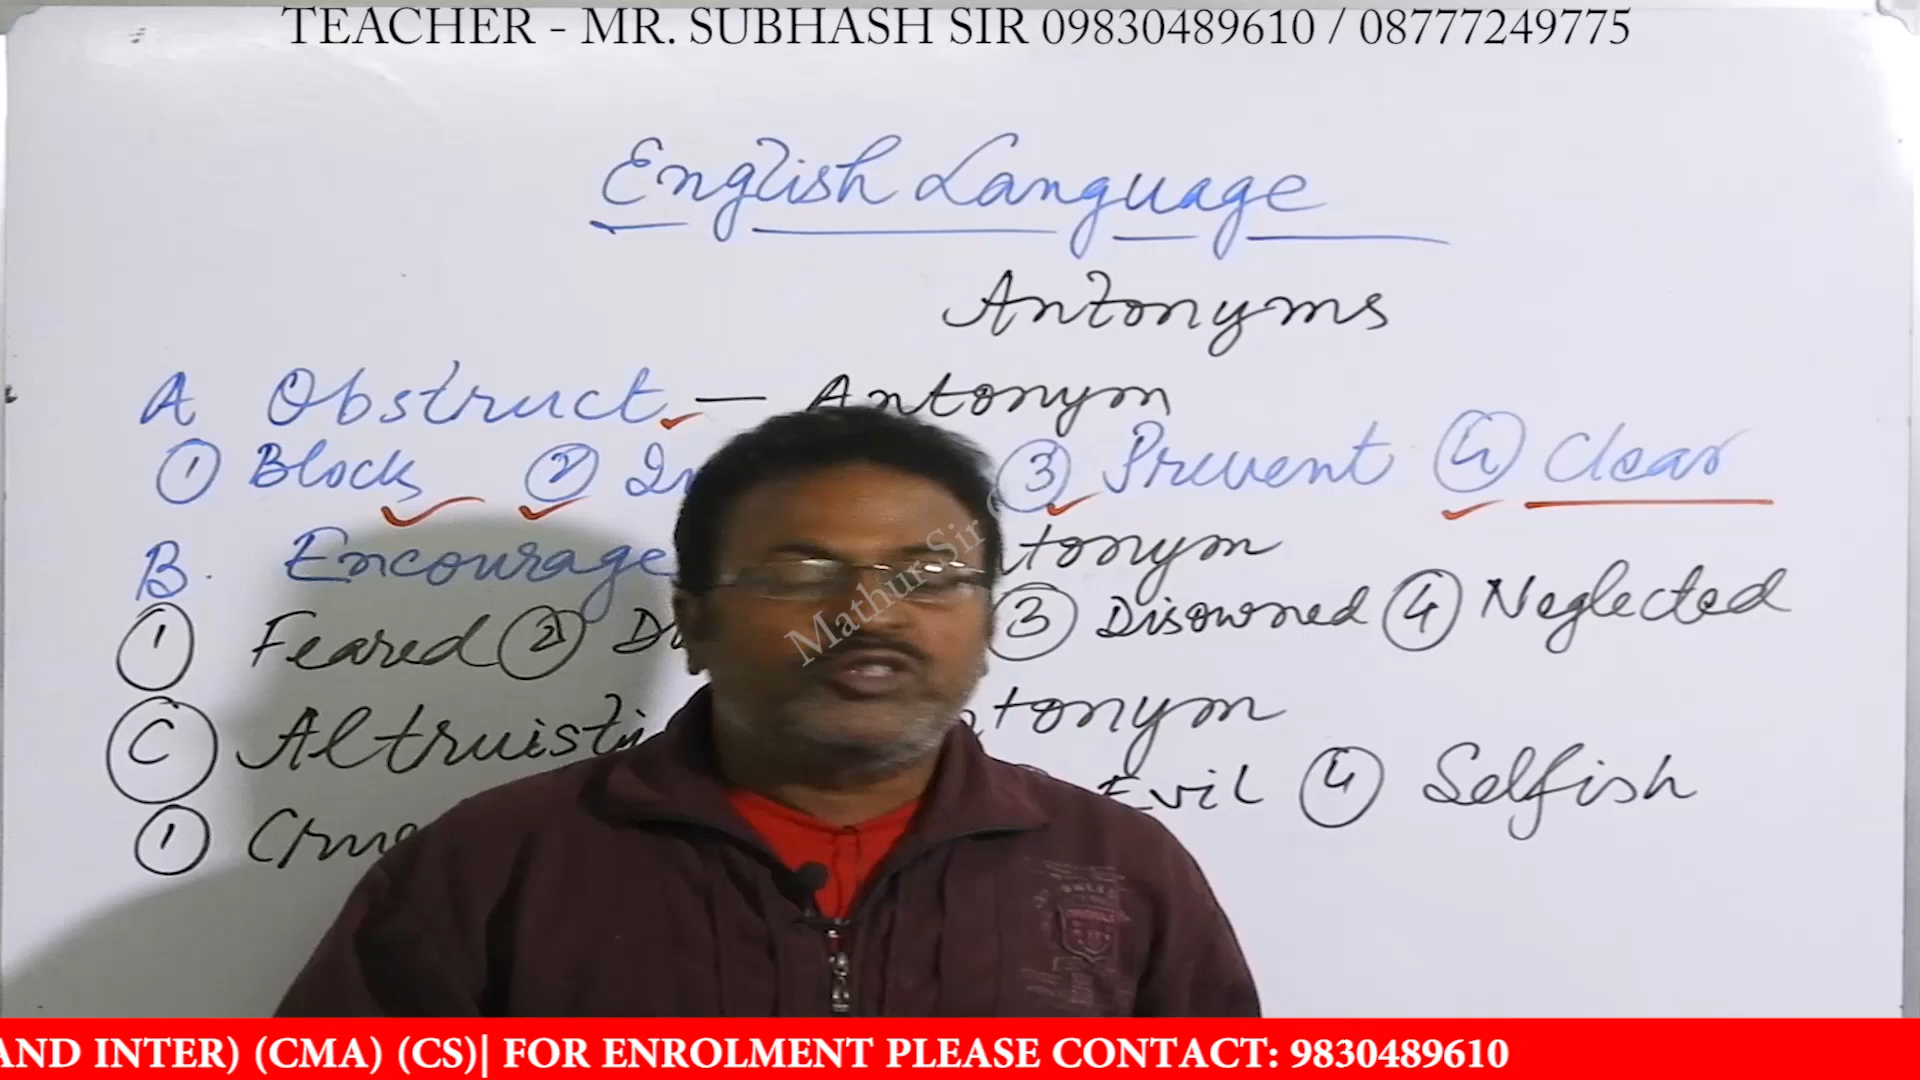 TEACHER - MR. SUBHASH SIR 09830489610 / 08777249775
English Language
Antonyms
A Obstruct - Antonym
① Block ② ③ Prevent ④ Clear
B. Encourage
① Feared ② ③ Disowned ④ Neglected
Ⓒ
① Evil ④ Selfish
Mathur Sir
AND INTER) (CMA) (CS)| FOR ENROLMENT PLEASE CONTACT: 9830489610